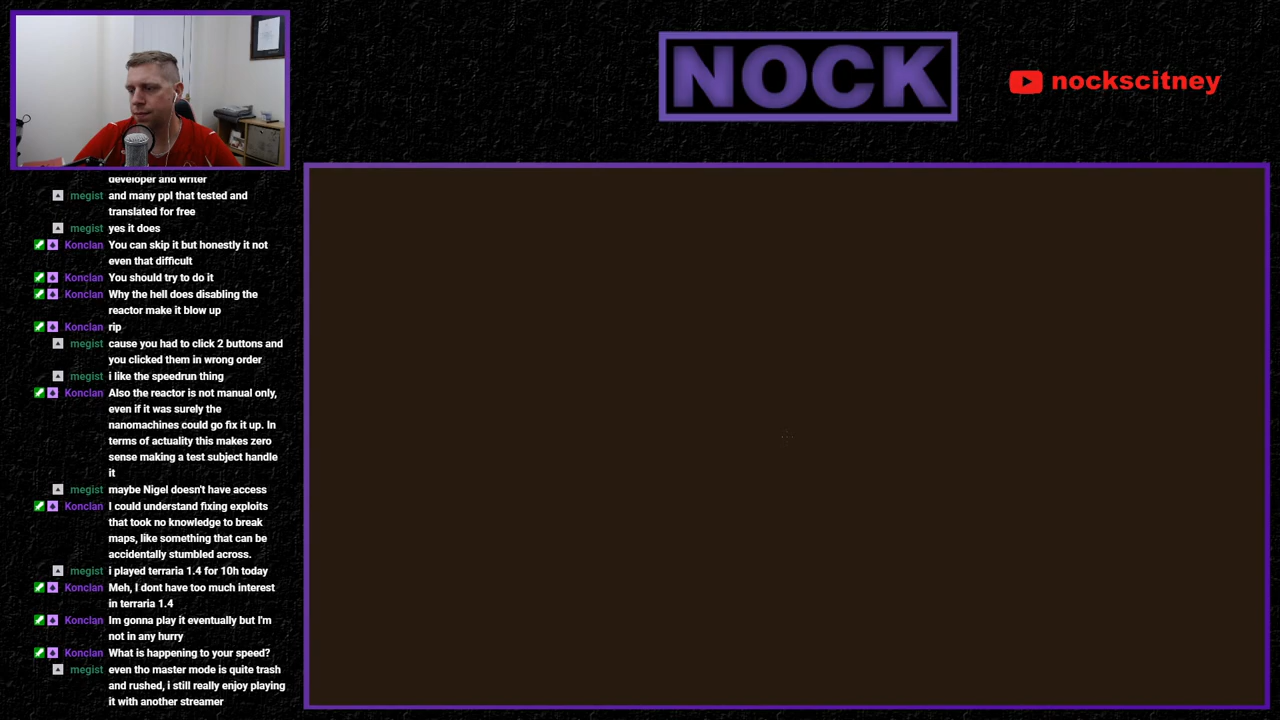 NOCK
nockscitney
developer and writer
megist and many ppl that tested and
translated for free
megist yes it does
Konclan You can skip it but honestly it not
even that difficult
Konclan You should try to do it
Konclan Why the hell does disabling the
reactor make it blow up
Konclan rip
megist cause you had to click 2 buttons and
you clicked them in wrong order
megist i like the speedrun thing
Konclan Also the reactor is not manual only,
even if it was surely the
nanomachines could go fix it up. In
terms of actuality this makes zero
sense making a test subject handle
it
megist maybe Nigel doesn't have access
Konclan I could understand fixing exploits
that took no knowledge to break
maps, like something that can be
accidentally stumbled across.
megist i played terraria 1.4 for 10h today
Konclan Meh, I dont have too much interest
in terraria 1.4
Konclan Im gonna play it eventually but I'm
not in any hurry
Konclan What is happening to your speed?
megist even tho master mode is quite trash
and rushed, i still really enjoy playing
it with another streamer